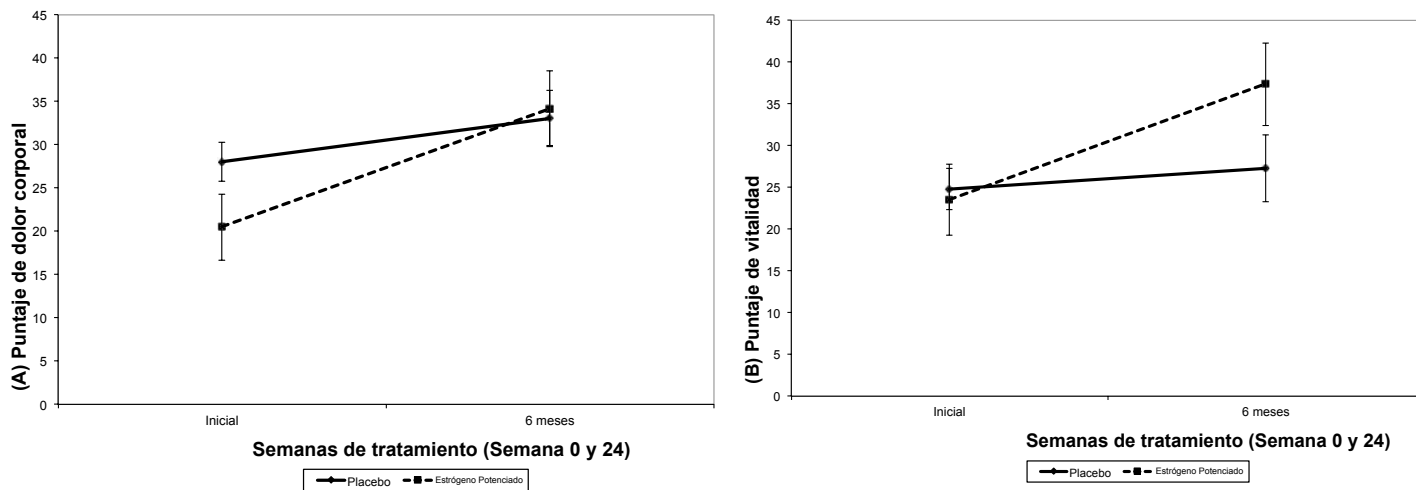 45
40
35
30
25
20
15
10
5
0
(A) Puntaje de dolor corporal
Inicial
6 meses
Semanas de tratamiento (Semana 0 y 24)
Placebo
Estrógeno Potenciado
45
40
35
30
25
20
15
10
5
0
(B) Puntaje de vitalidad
Inicial
6 meses
Semanas de tratamiento (Semana 0 y 24)
Placebo
Estrógeno Potenciado